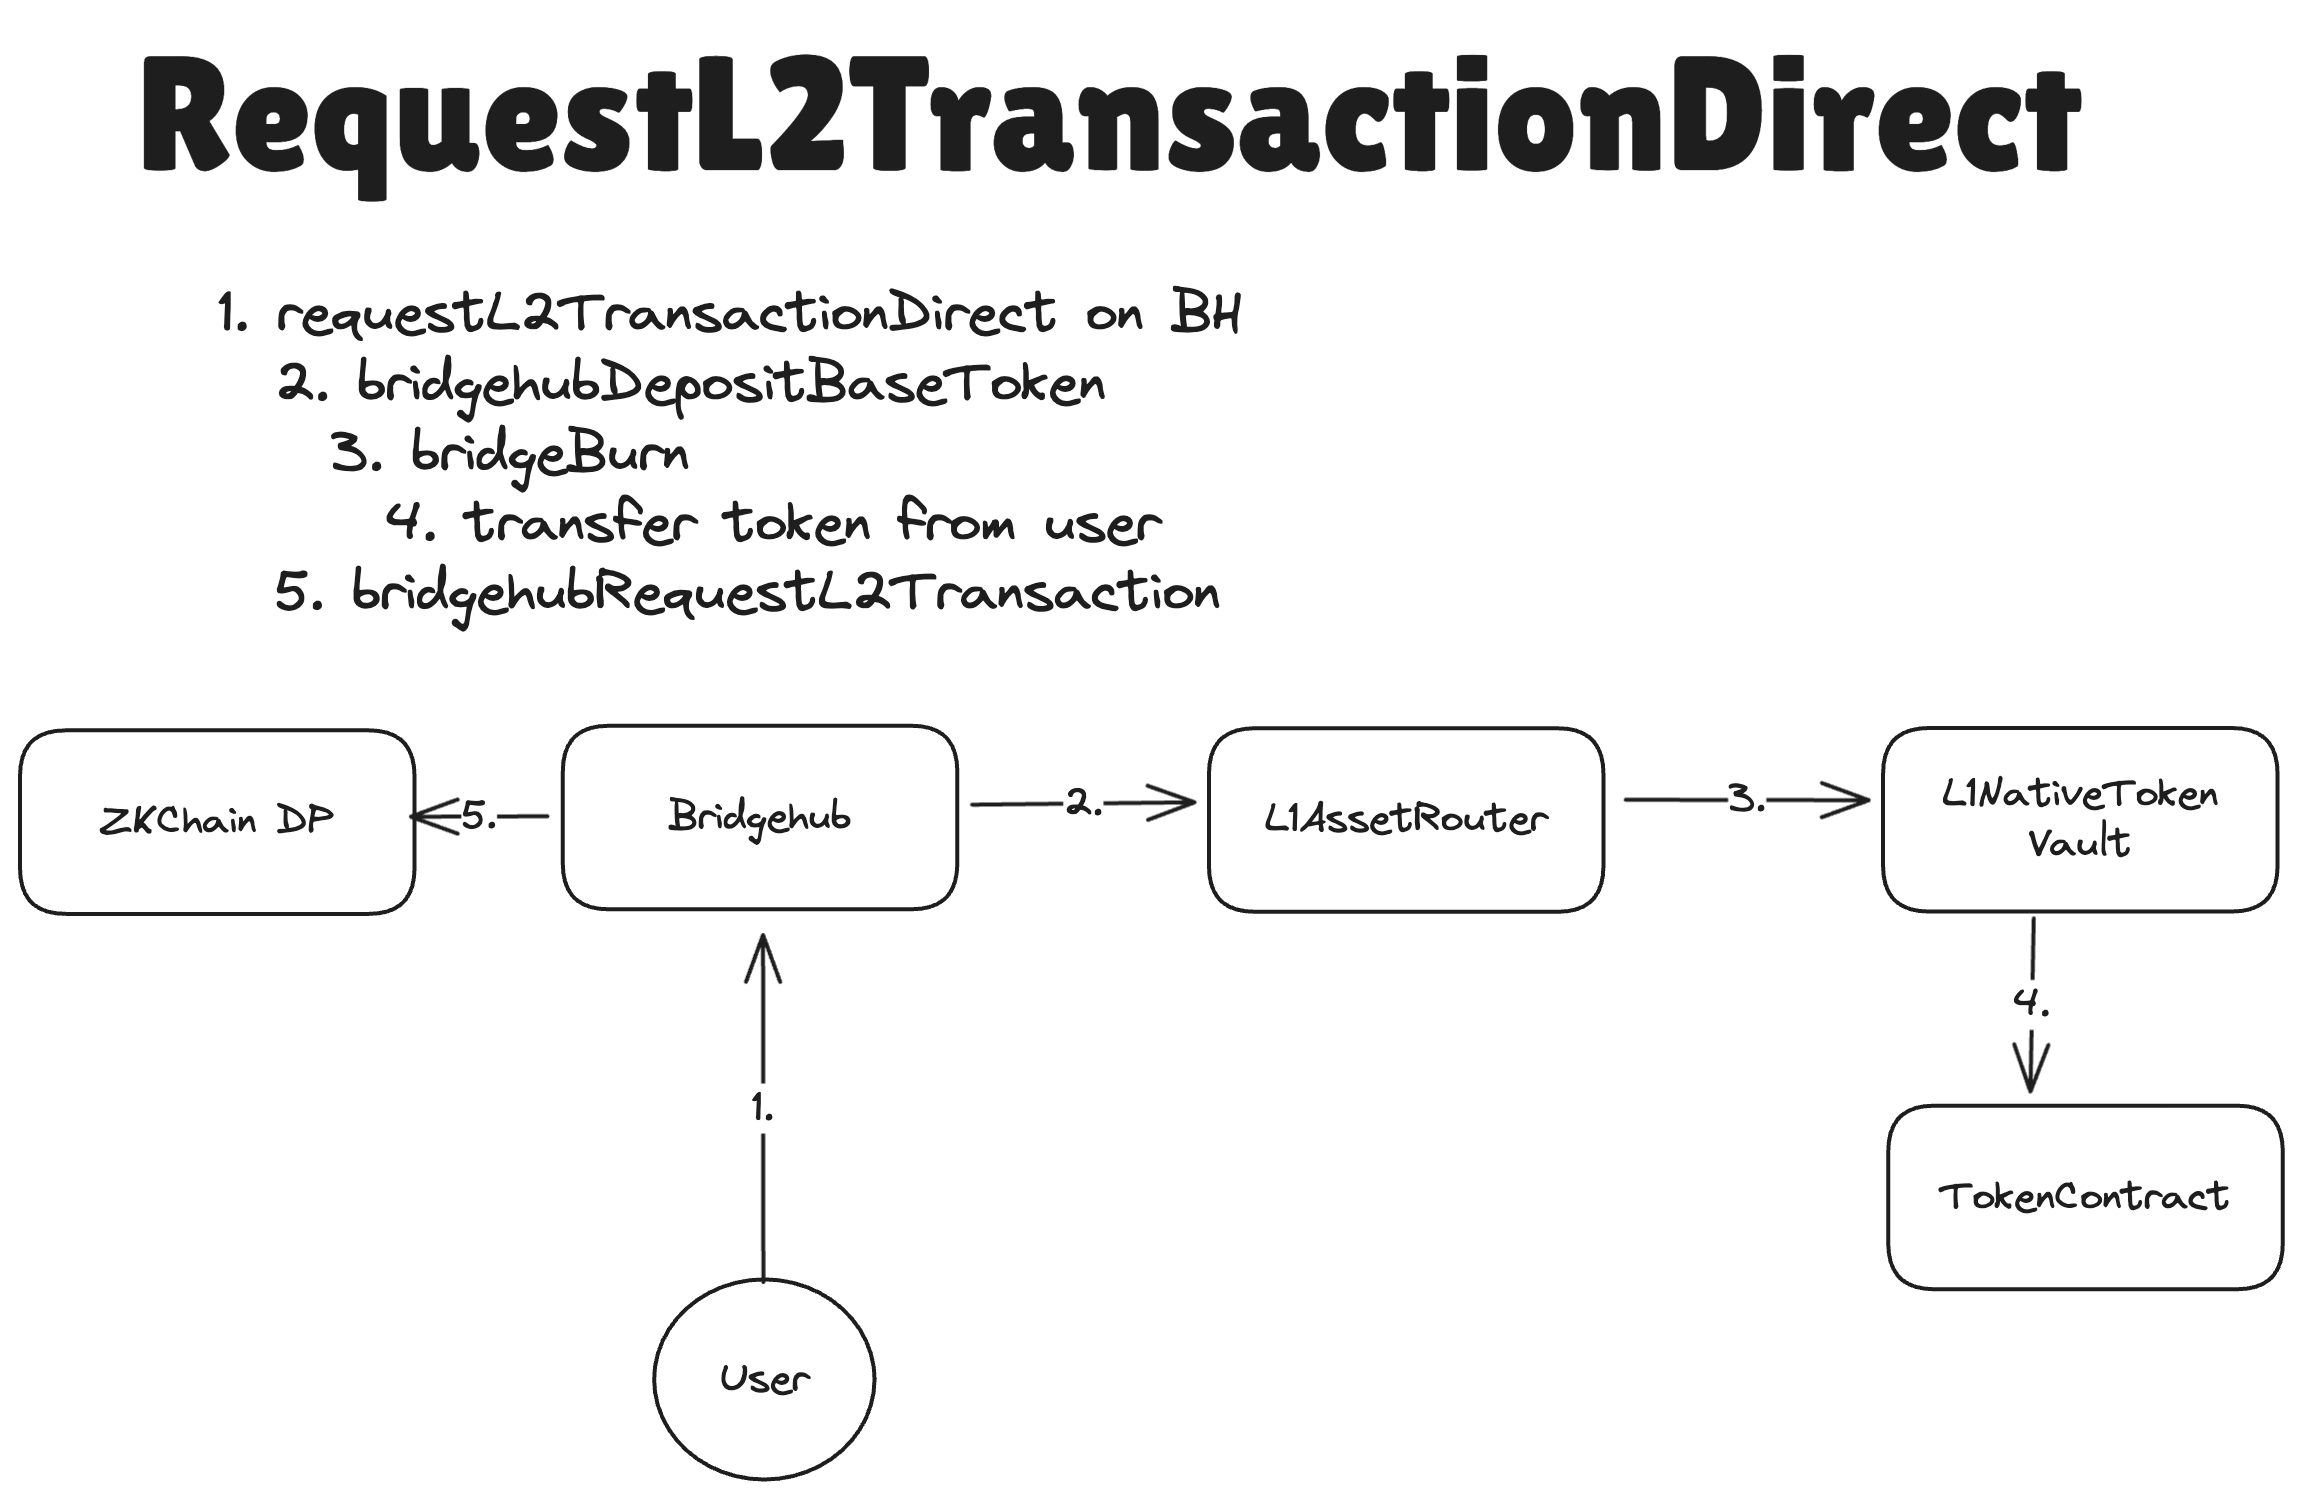 RequestL2TransactionDirect
1. requestL2TransactionDirect on BH
2. bridgehubDepositBaseToken
3. bridgeBurn
4. transfer token from user
5. bridgehubRequestL2Transaction
ZKChain DP
5.
Bridgehub
2.
L1AssetRouter
3.
L1NativeToken
Vault
4.
1.
TokenContract
User